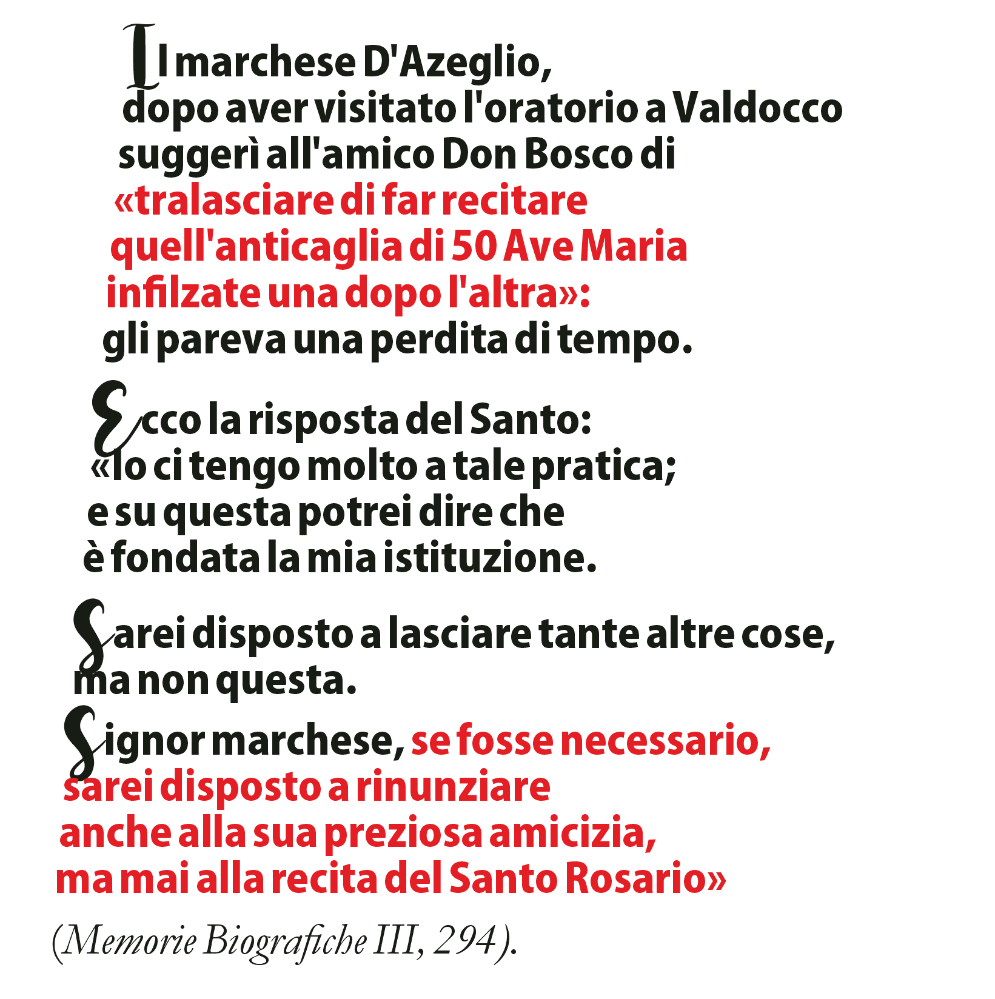 Il marchese D'Azeglio,
dopo aver visitato l'oratorio a Valdocco
suggerì all'amico Don Bosco di
«tralasciare di far recitare
quell'anticaglia di 50 Ave Maria
infilzate una dopo l'altra»:
gli pareva una perdita di tempo.
Ecco la risposta del Santo:
«Io ci tengo molto a tale pratica;
e su questa potrei dire che
è fondata la mia istituzione.
Sarei disposto a lasciare tante altre cose,
ma non questa.
Signor marchese, se fosse necessario,
sarei disposto a rinunziare
anche alla sua preziosa amicizia,
ma mai alla recita del Santo Rosario»
(Memorie Biografiche III, 294).